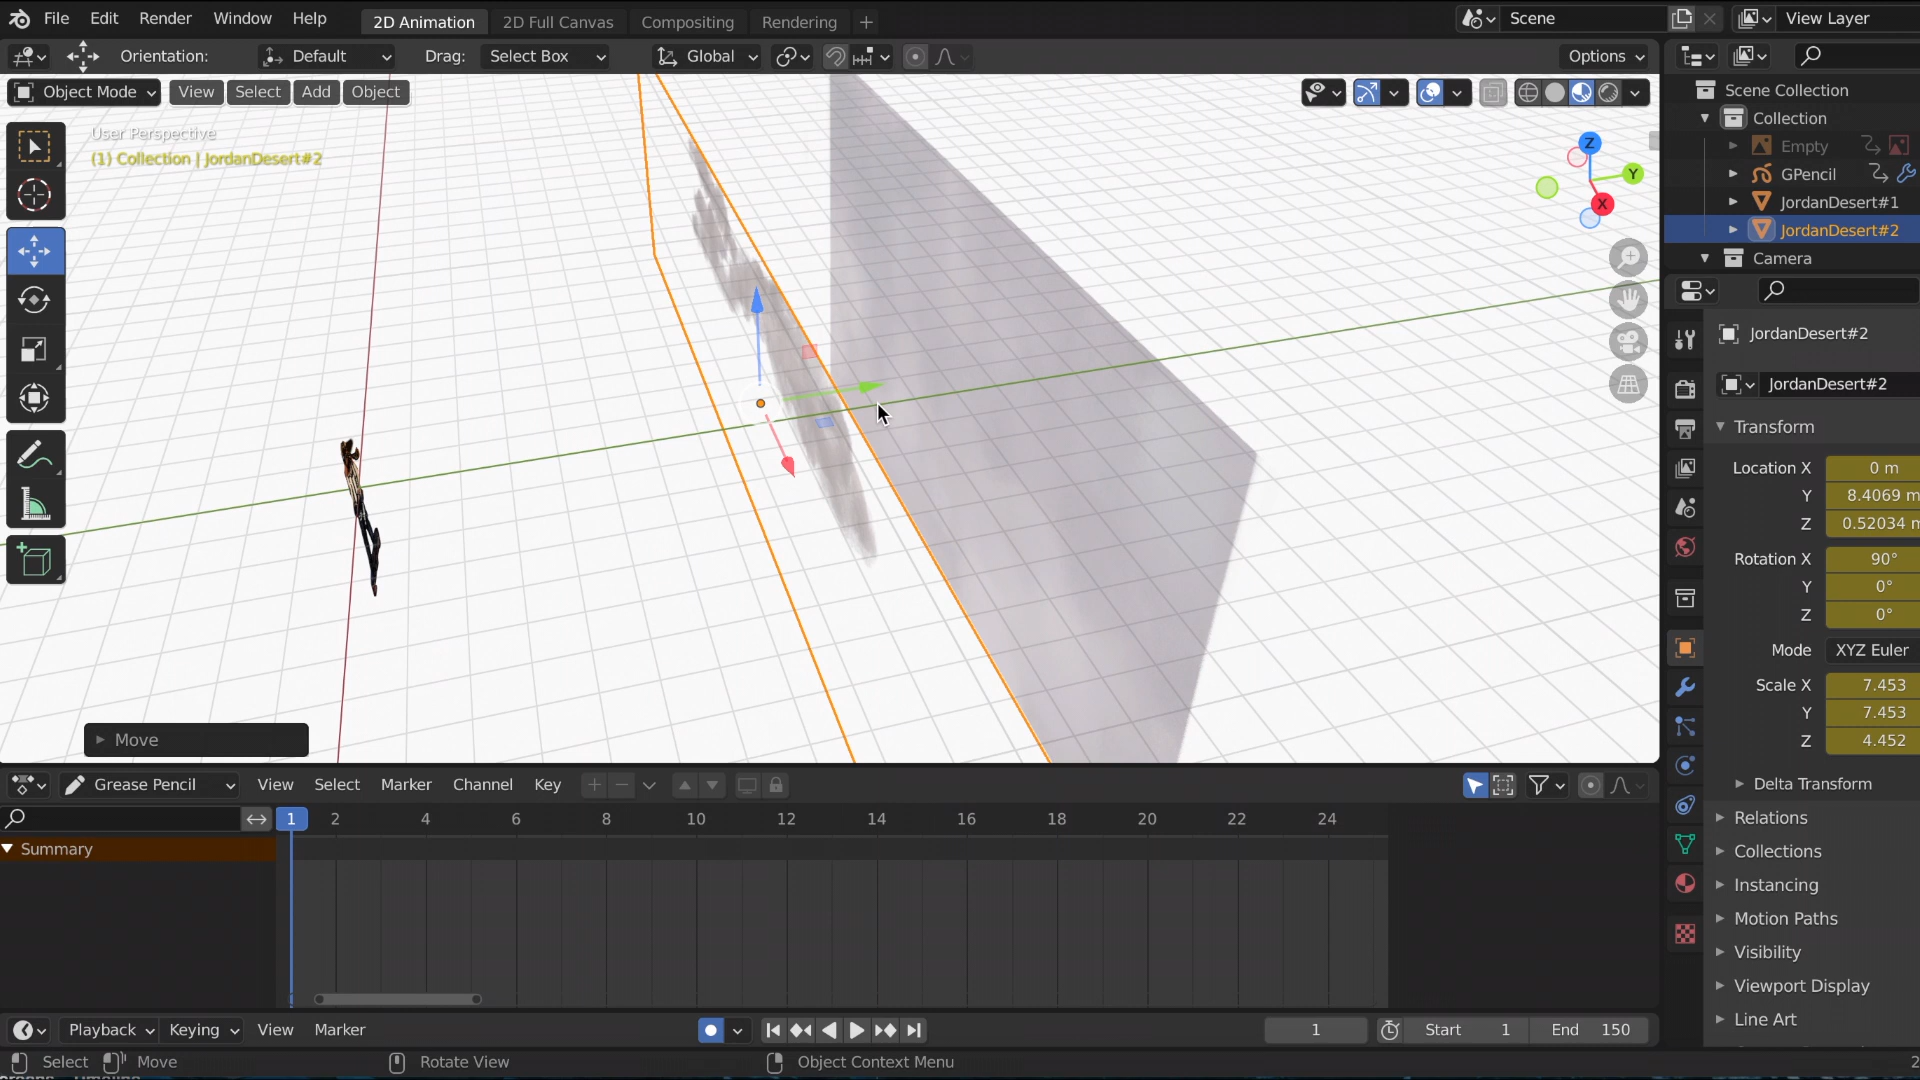 File Edit Render Window Help 2D Animation 2D Full Canvas Compositing Rendering + Scene View Layer
Orientation: Default Drag: Select Box Global Options
Object Mode View Select Add Object
User Perspective
(1) Collection | JordanDesert#2
Z
Y
X
Move
Scene Collection
Collection
Empty
GPencil
JordanDesert#1
JordanDesert#2
Camera
JordanDesert#2
JordanDesert#2
Transform
Location X 0 m
Y 8.4069 m
Z 0.52034 m
Rotation X 90°
Y 0°
Z 0°
Mode XYZ Euler
Scale X 7.453
Y 7.453
Z 4.452
Delta Transform
Relations
Collections
Instancing
Motion Paths
Visibility
Viewport Display
Line Art
Grease Pencil View Select Marker Channel Key
1 2 4 6 8 10 12 14 16 18 20 22 24
Summary
Playback Keying View Marker 1 Start 1 End 150
Select Move Rotate View Object Context Menu 2